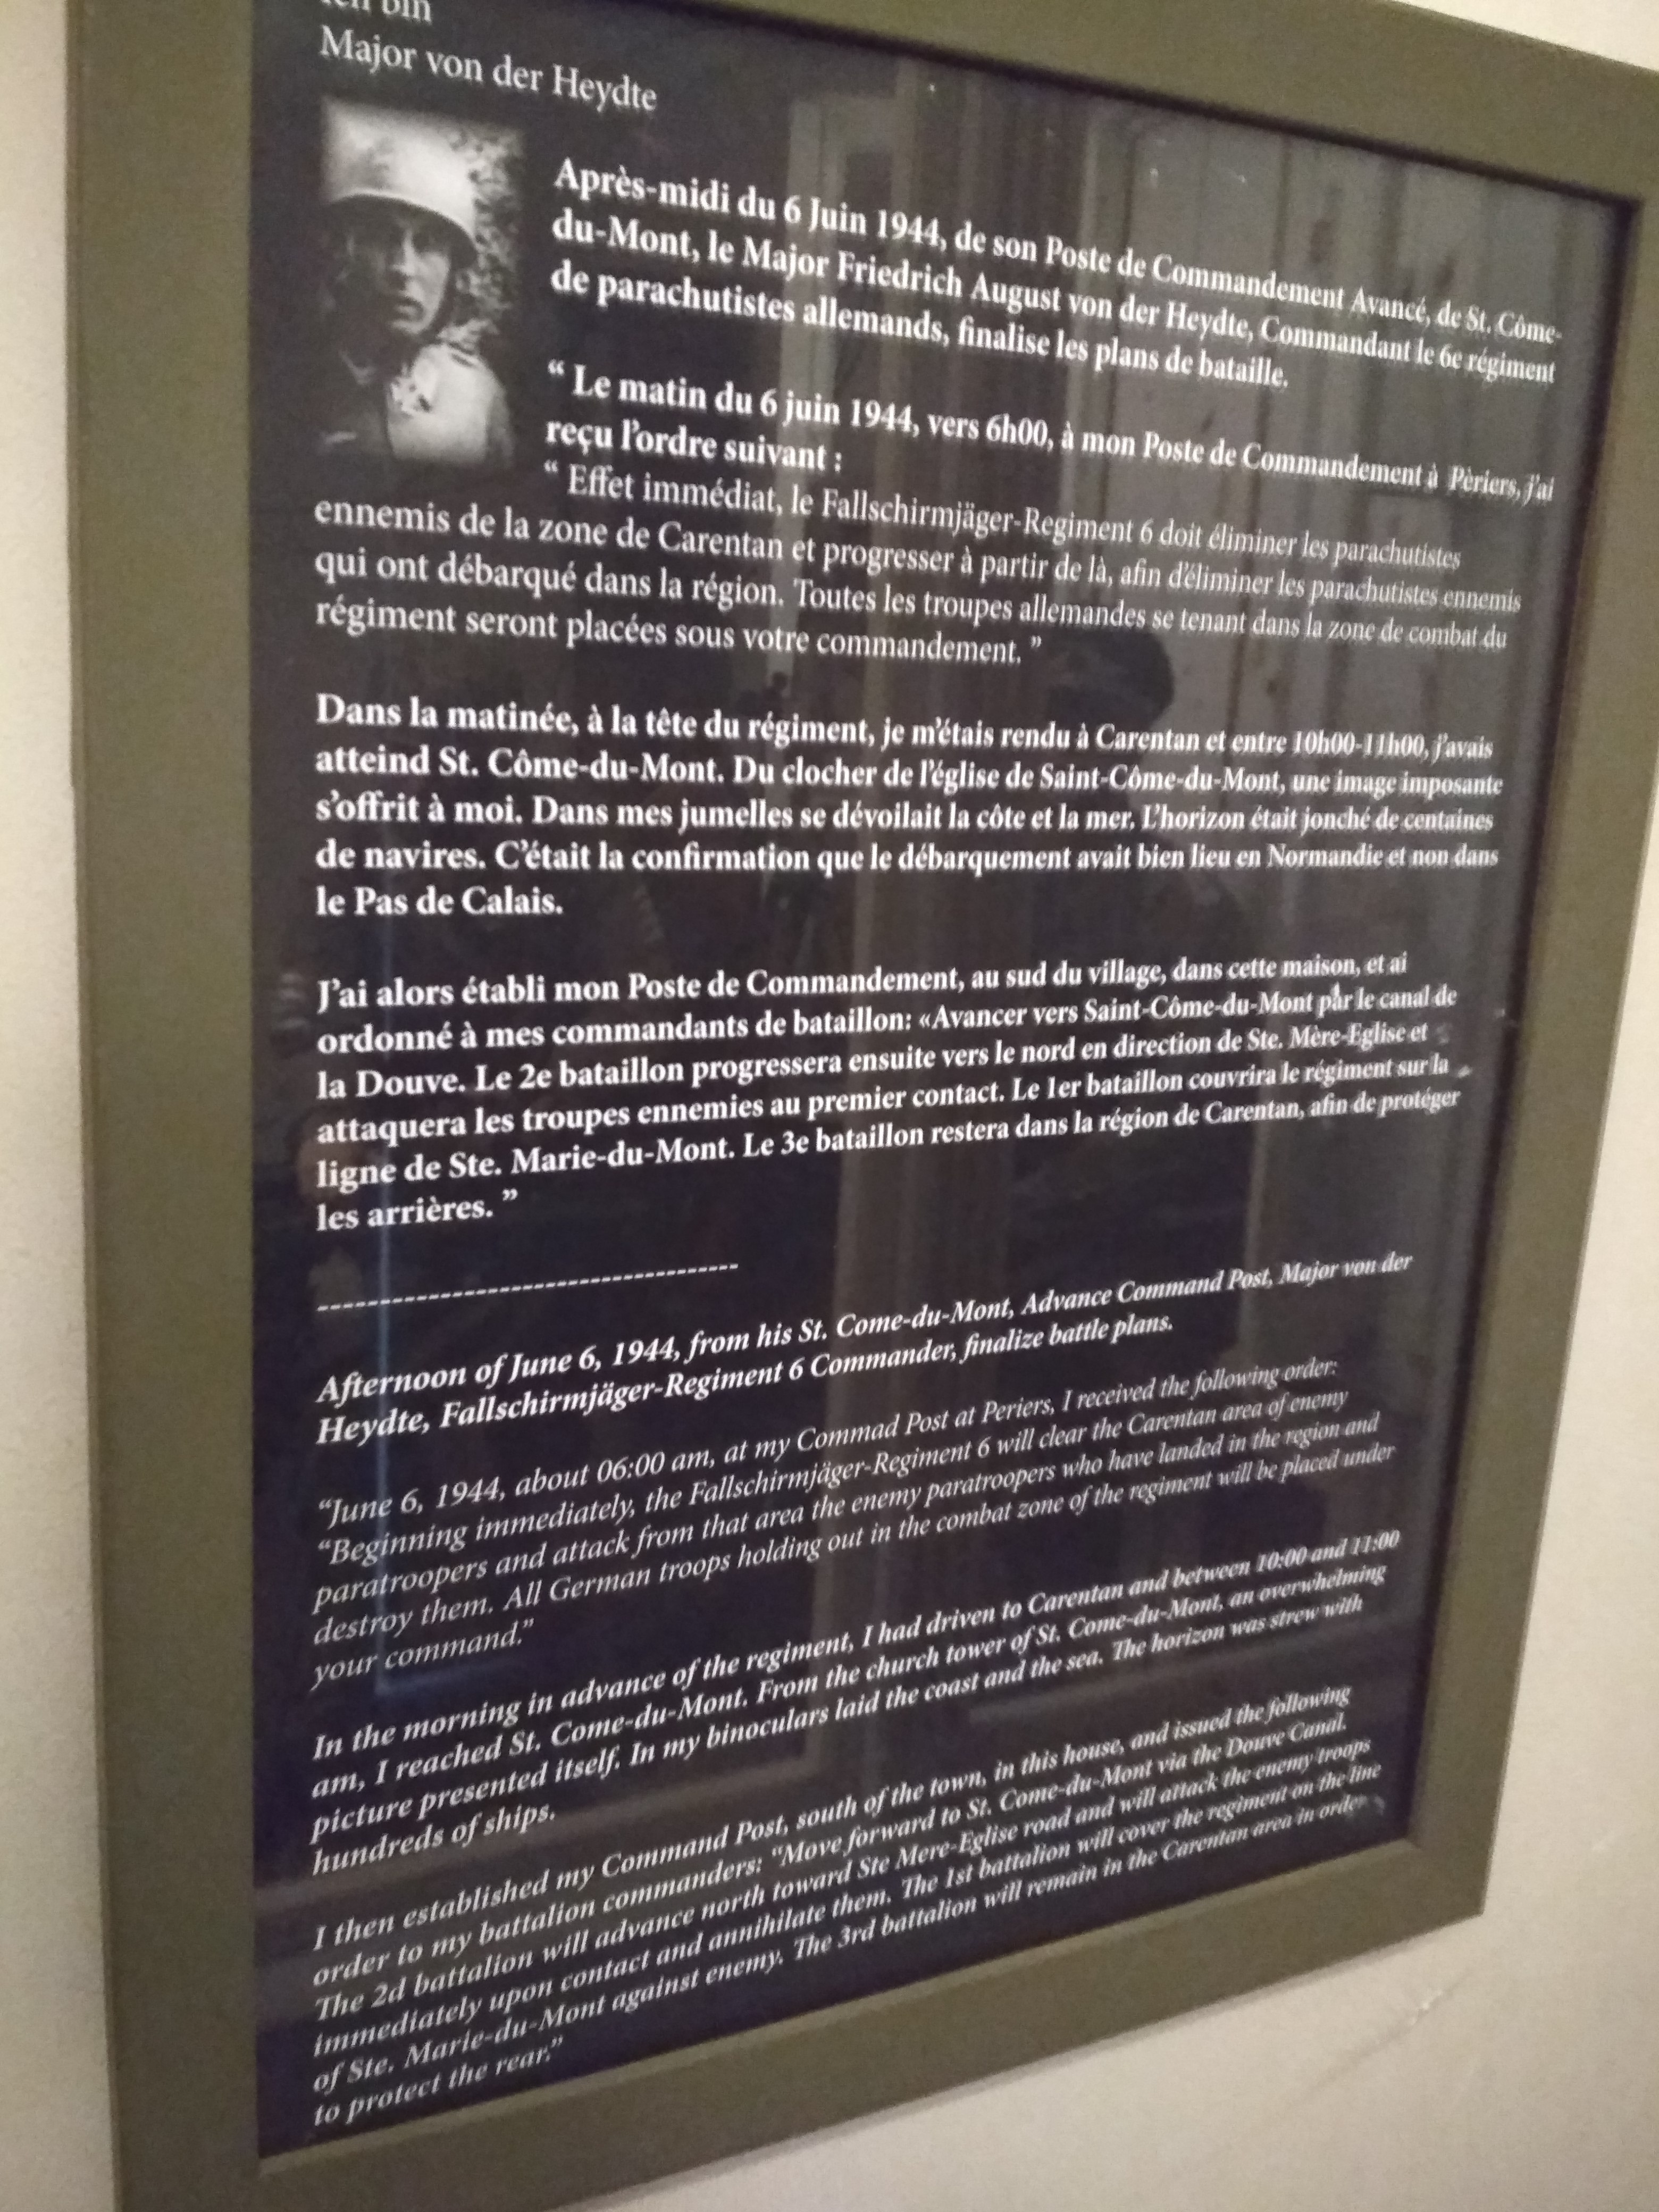 Ich bin
Major von der Heydte
Après-midi du 6 Juin 1944, de son Poste de Commandement Avancé, de St. Côme-
du-Mont, le Major Friedrich August von der Heydte, Commandant le 6e régiment
de parachutistes allemands, finalise les plans de bataille.
“ Le matin du 6 juin 1944, vers 6h00, à mon Poste de Commandement à Pèriers, j'ai
reçu l'ordre suivant :
“ Effet immédiat, le Fallschirmjäger-Regiment 6 doit éliminer les parachutistes
ennemis de la zone de Carentan et progresser à partir de là, afin d'éliminer les parachutistes ennemis
qui ont débarqué dans la région. Toutes les troupes allemandes se tenant dans la zone de combat du
régiment seront placées sous votre commandement. ”
Dans la matinée, à la tête du régiment, je m'étais rendu à Carentan et entre 10h00-11h00, j'avais
atteind St. Côme-du-Mont. Du clocher de l'église de Saint-Côme-du-Mont, une image imposante
s'offrit à moi. Dans mes jumelles se dévoilait la côte et la mer. L'horizon était jonché de centaines
de navires. C'était la confirmation que le débarquement avait bien lieu en Normandie et non dans
le Pas de Calais.
J'ai alors établi mon Poste de Commandement, au sud du village, dans cette maison, et ai
ordonné à mes commandants de bataillon: «Avancer vers Saint-Côme-du-Mont par le canal de
la Douve. Le 2e bataillon progressera ensuite vers le nord en direction de Ste. Mère-Eglise et
attaquera les troupes ennemies au premier contact. Le 1er bataillon couvrira le régiment sur la
ligne de Ste. Marie-du-Mont. Le 3e bataillon restera dans la région de Carentan, afin de protéger
les arrières. ”
----------------------------------
Afternoon of June 6, 1944, from his St. Come-du-Mont, Advance Command Post, Major von der
Heydte, Fallschirmjäger-Regiment 6 Commander, finalize battle plans.
“June 6, 1944, about 06:00 am, at my Commad Post at Periers, I received the following order:
“Beginning immediately, the Fallschirmjäger-Regiment 6 will clear the Carentan area of enemy
paratroopers and attack from that area the enemy paratroopers who have landed in the region and
destroy them. All German troops holding out in the combat zone of the regiment will be placed under
your command.”
In the morning in advance of the regiment, I had driven to Carentan and between 10:00 and 11:00
am, I reached St. Come-du-Mont. From the church tower of St. Come-du-Mont, an overwhelming
picture presented itself. In my binoculars laid the coast and the sea. The horizon was strew with
hundreds of ships.
I then established my Command Post, south of the town, in this house, and issued the following
order to my battalion commanders: “Move forward to St. Come-du-Mont via the Douve Canal.
The 2d battalion will advance north toward Ste Mere-Eglise road and will attack the enemy troops
immediately upon contact and annihilate them. The 1st battalion will cover the regiment on the line
of Ste. Marie-du-Mont against enemy. The 3rd battalion will remain in the Carentan area in order
to protect the rear.”